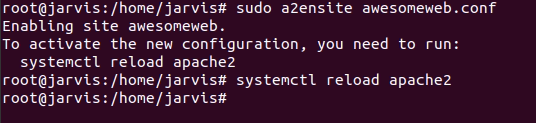 root@jarvis:/home/jarvis# sudo a2ensite awesomeweb.conf
Enabling site awesomeweb.
To activate the new configuration, you need to run:
  systemctl reload apache2
root@jarvis:/home/jarvis# systemctl reload apache2
root@jarvis:/home/jarvis#